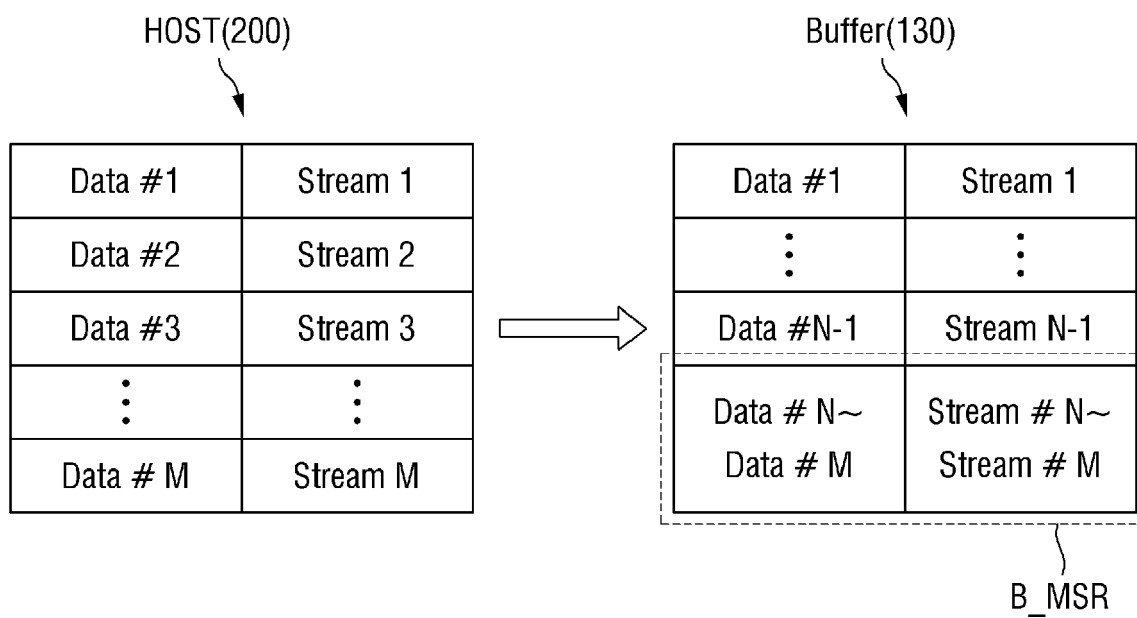 HOST(200)
Data #1 Stream 1
Data #2 Stream 2
Data #3 Stream 3
⋮ ⋮
Data # M Stream M
Buffer(130)
Data #1 Stream 1
⋮ ⋮
Data #N-1 Stream N-1
Data # N~ Stream # N~
Data # M Stream # M
B_MSR